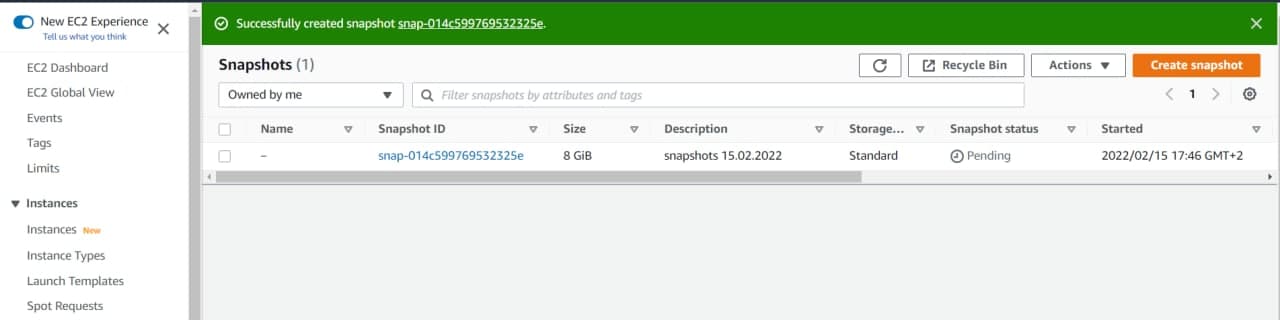 New EC2 Experience
Tell us what you think
EC2 Dashboard
EC2 Global View
Events
Tags
Limits
Instances
Instances New
Instance Types
Launch Templates
Spot Requests
Successfully created snapshot snap-014c599769532325e.
Snapshots (1)
Recycle Bin
Actions
Create snapshot
Owned by me
Filter snapshots by attributes and tags
1
Name Snapshot ID Size Description Storage... Snapshot status Started
– snap-014c599769532325e 8 GiB snapshots 15.02.2022 Standard Pending 2022/02/15 17:46 GMT+2